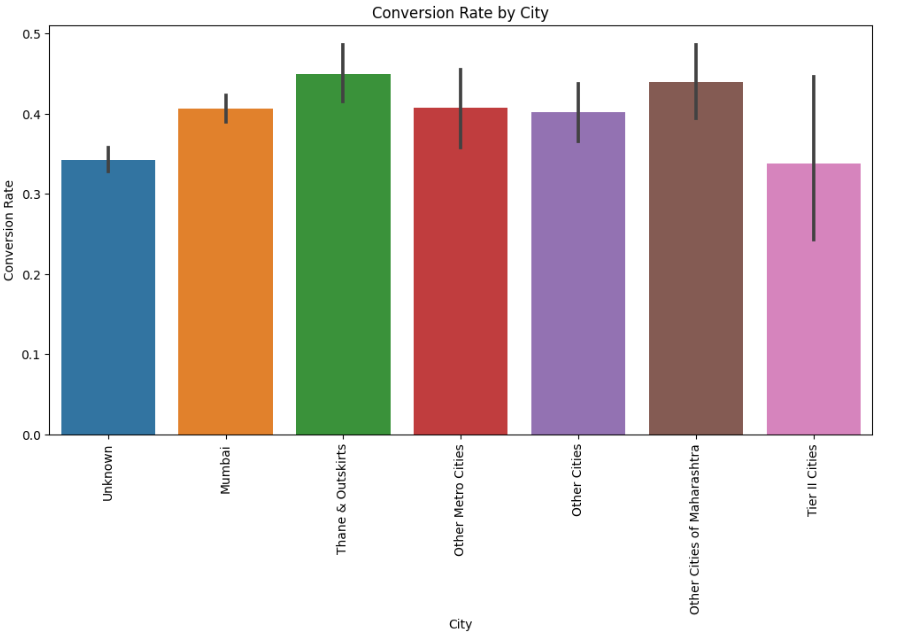 Conversion Rate by City
Conversion Rate
0.5
0.4
0.3
0.2
0.1
0.0
Unknown
Mumbai
Thane & Outskirts
Other Metro Cities
Other Cities
Other Cities of Maharashtra
Tier II Cities
City